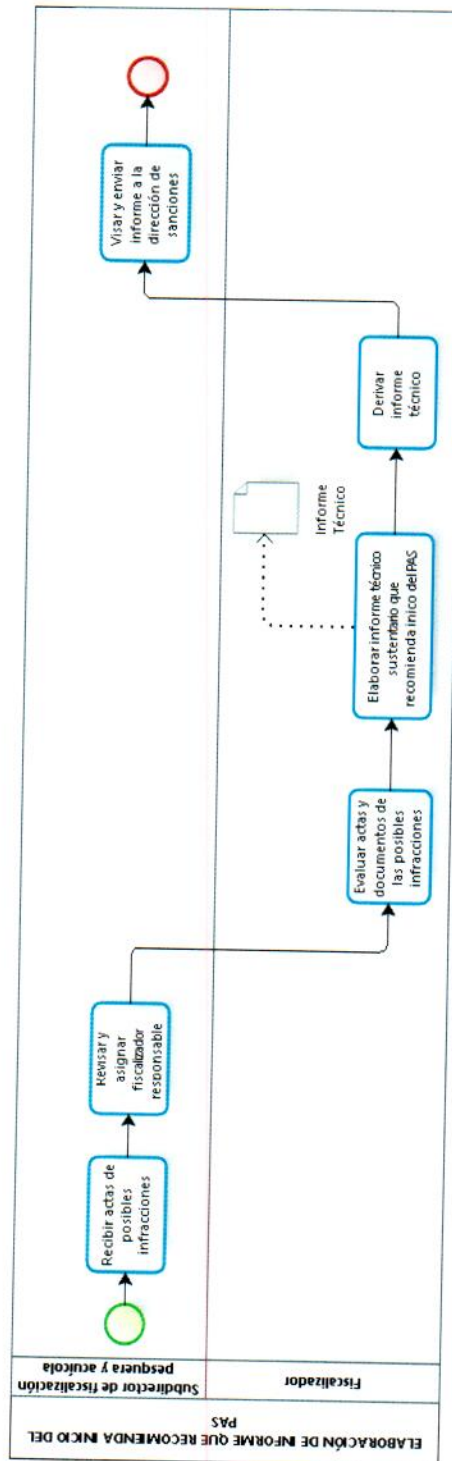 ELABORACIÓN DE INFORME QUE RECOMIENDA INICIO DEL
PAS
Subdirector de fiscalización
pesquera y acuícola
Recibir actas de
posibles
infracciones
Revisar y
asignar
fiscalizador
responsable
Visar y enviar
informe a la
dirección de
sanciones
Fiscalizador
Evaluar actas y
documentos de
las posibles
infracciones
Elaborar informe técnico
sustentario que
recomienda inico del PAS
Informe
Técnico
Derivar
informe
técnico